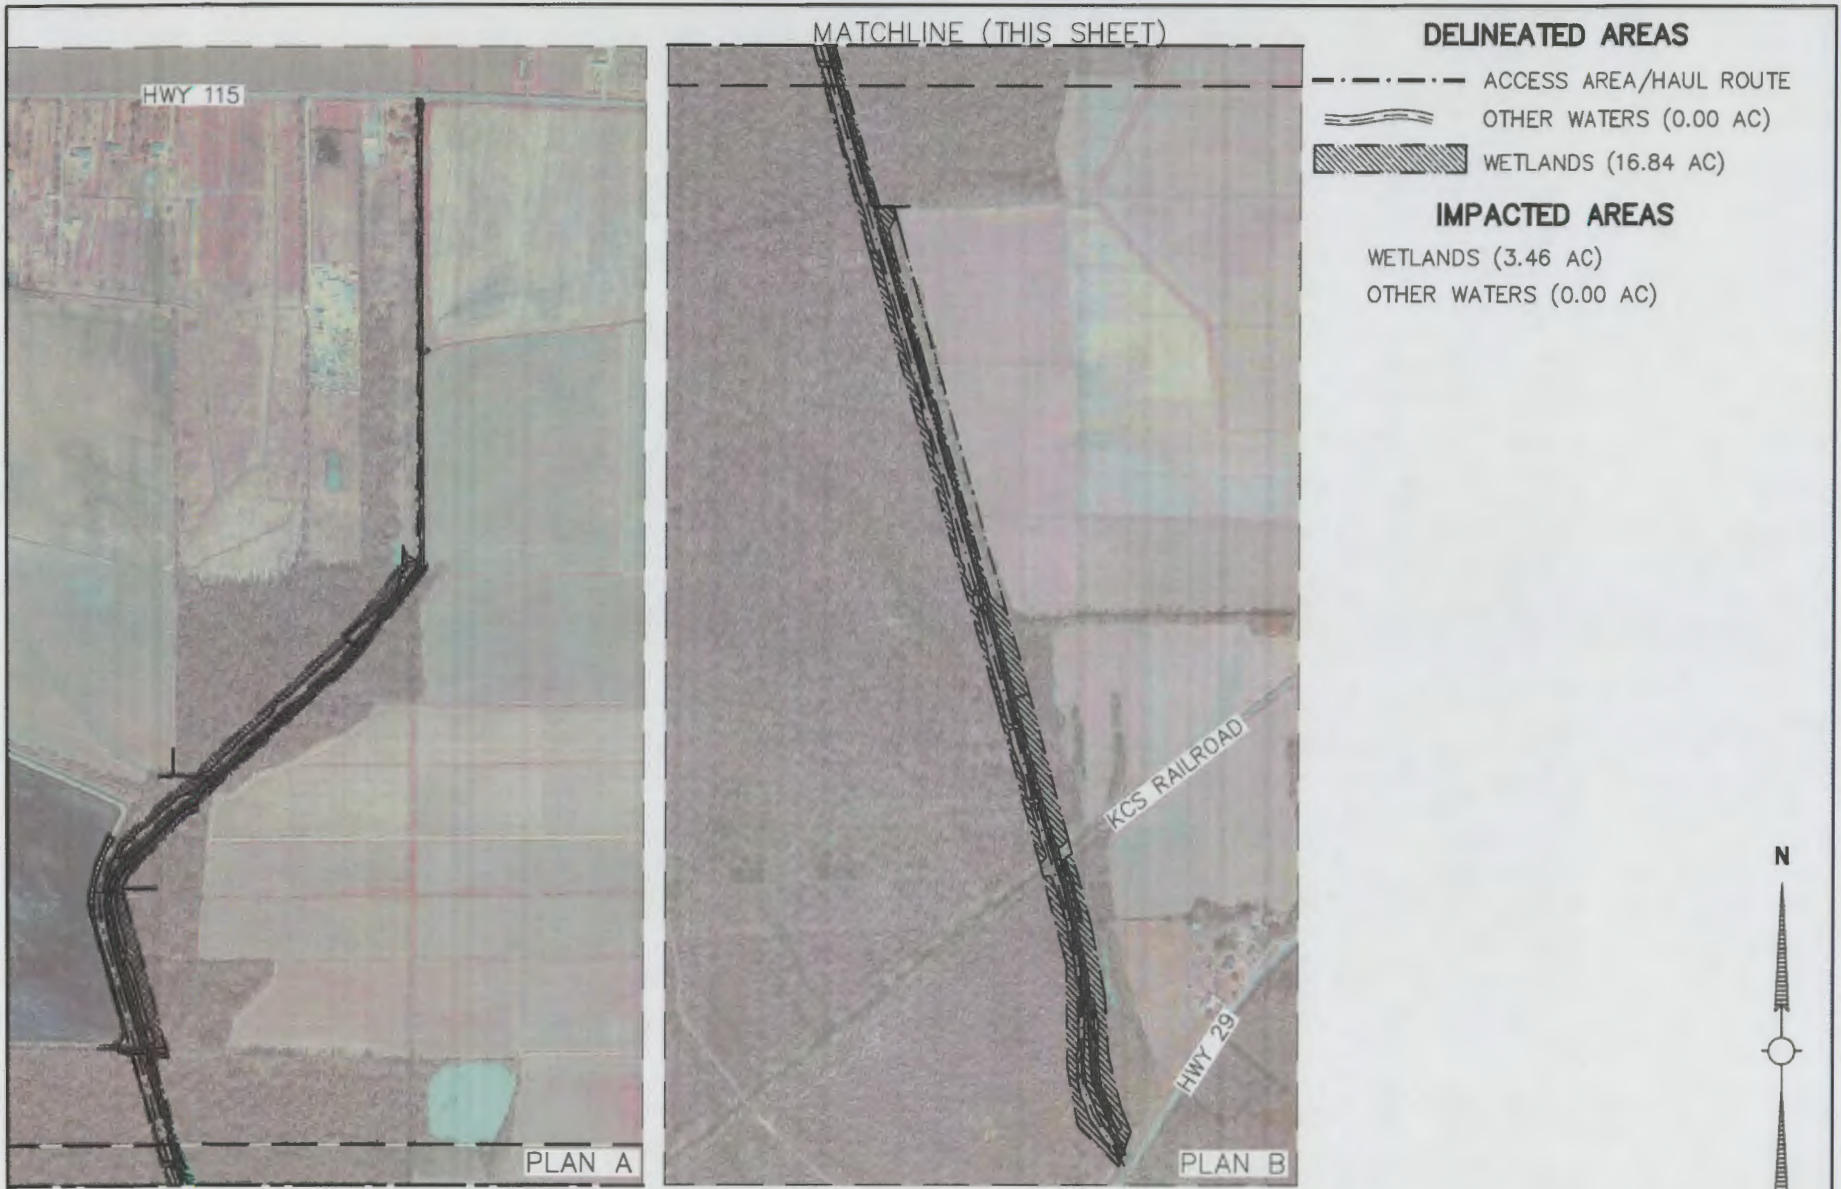 MATCHLINE (THIS SHEET)
HWY 115
DELINEATED AREAS
ACCESS AREA/HAUL ROUTE
OTHER WATERS (0.00 AC)
WETLANDS (16.84 AC)
IMPACTED AREAS
WETLANDS (3.46 AC)
OTHER WATERS (0.00 AC)
KCS RAILROAD
N
HWY 29
PLAN A
PLAN B